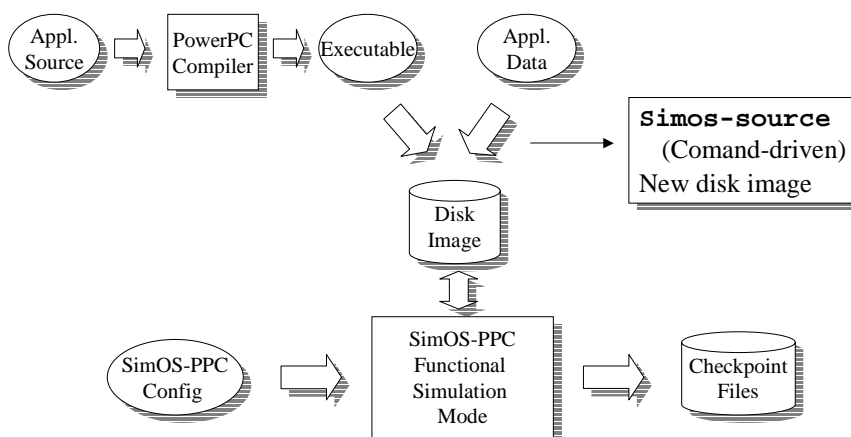 Appl.
Source
PowerPC
Compiler
Executable
Appl.
Data
Simos-source
(Comand-driven)
New disk image
Disk
Image
SimOS-PPC
Config
SimOS-PPC
Functional
Simulation
Mode
Checkpoint
Files